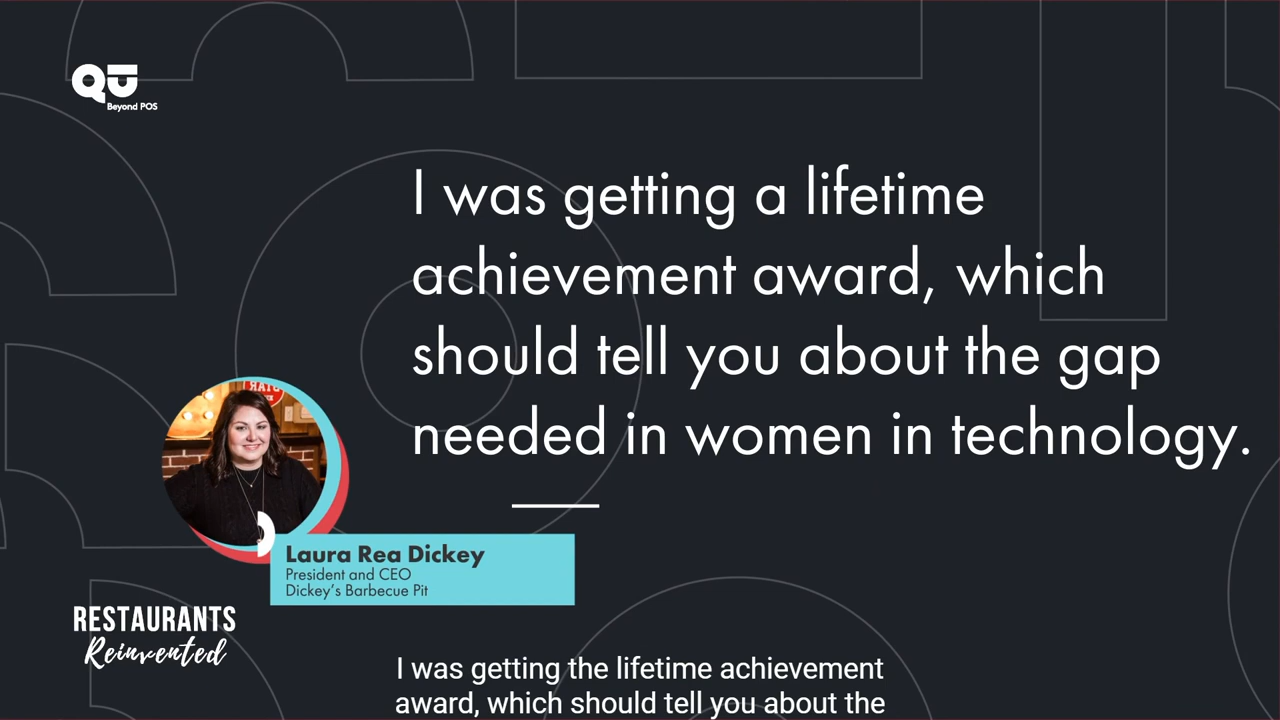 QU
Beyond POS
I was getting a lifetime
achievement award, which
should tell you about the gap
needed in women in technology.
Laura Rea Dickey
President and CEO
Dickey's Barbecue Pit
RESTAURANTS
Reinvented
I was getting the lifetime achievement
award, which should tell you about the